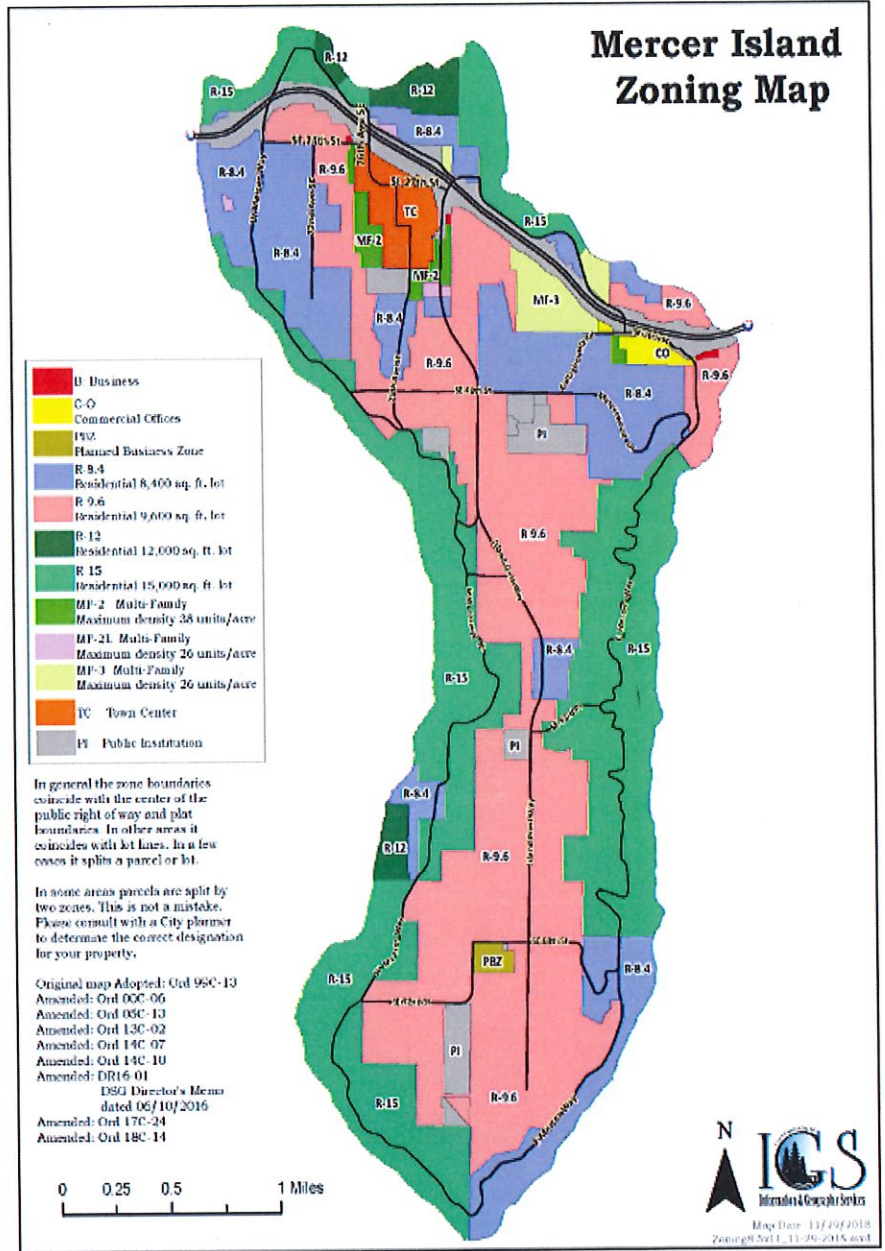 Mercer Island
Zoning Map
R-12
R-15
R-12
R-8.4
R-8.4
R-9.6
TC
R-15
MF-2
R-8.4
MF-2
MF-3
R-9.6
R-8.4
R-9.6
CO
R-9.6
R-8.4
PI
R-9.6
R-8.4
R-15
R-15
PI
R-8.4
R-12
R-9.6
PBZ
R-8.4
R-15
PI
R-15
R-9.6
B Business
C-O
Commercial Offices
PBZ
Planned Business Zone
R-8.4
Residential 8,400 sq. ft. lot
R-9.6
Residential 9,600 sq. ft. lot
R-12
Residential 12,000 sq. ft. lot
R-15
Residential 15,000 sq. ft. lot
MF-2 Multi-Family
Maximum density 38 units/acre
MF-2L Multi-Family
Maximum density 26 units/acre
MF-3 Multi-Family
Maximum density 26 units/acre
TC Town Center
PI Public Institution
In general the zone boundaries
coincide with the center of the
public right of way and plat
boundaries. In other areas it
coincides with lot lines. In a few
cases it splits a parcel or lot.
In some areas parcels are split by
two zones. This is not a mistake.
Please consult with a City planner
to determine the correct designation
for your property.
Original map Adopted: Ord 99C-13
Amended: Ord 00C-06
Amended: Ord 05C-13
Amended: Ord 13C-02
Amended: Ord 14C-07
Amended: Ord 14C-10
Amended: DR16-01
DSG Director's Memo
dated 06/10/2016
Amended: Ord 17C-24
Amended: Ord 18C-14
0 0.25 0.5 1 Miles
N
IGS
Information & Geographic Services
Map Date: 11/29/2018